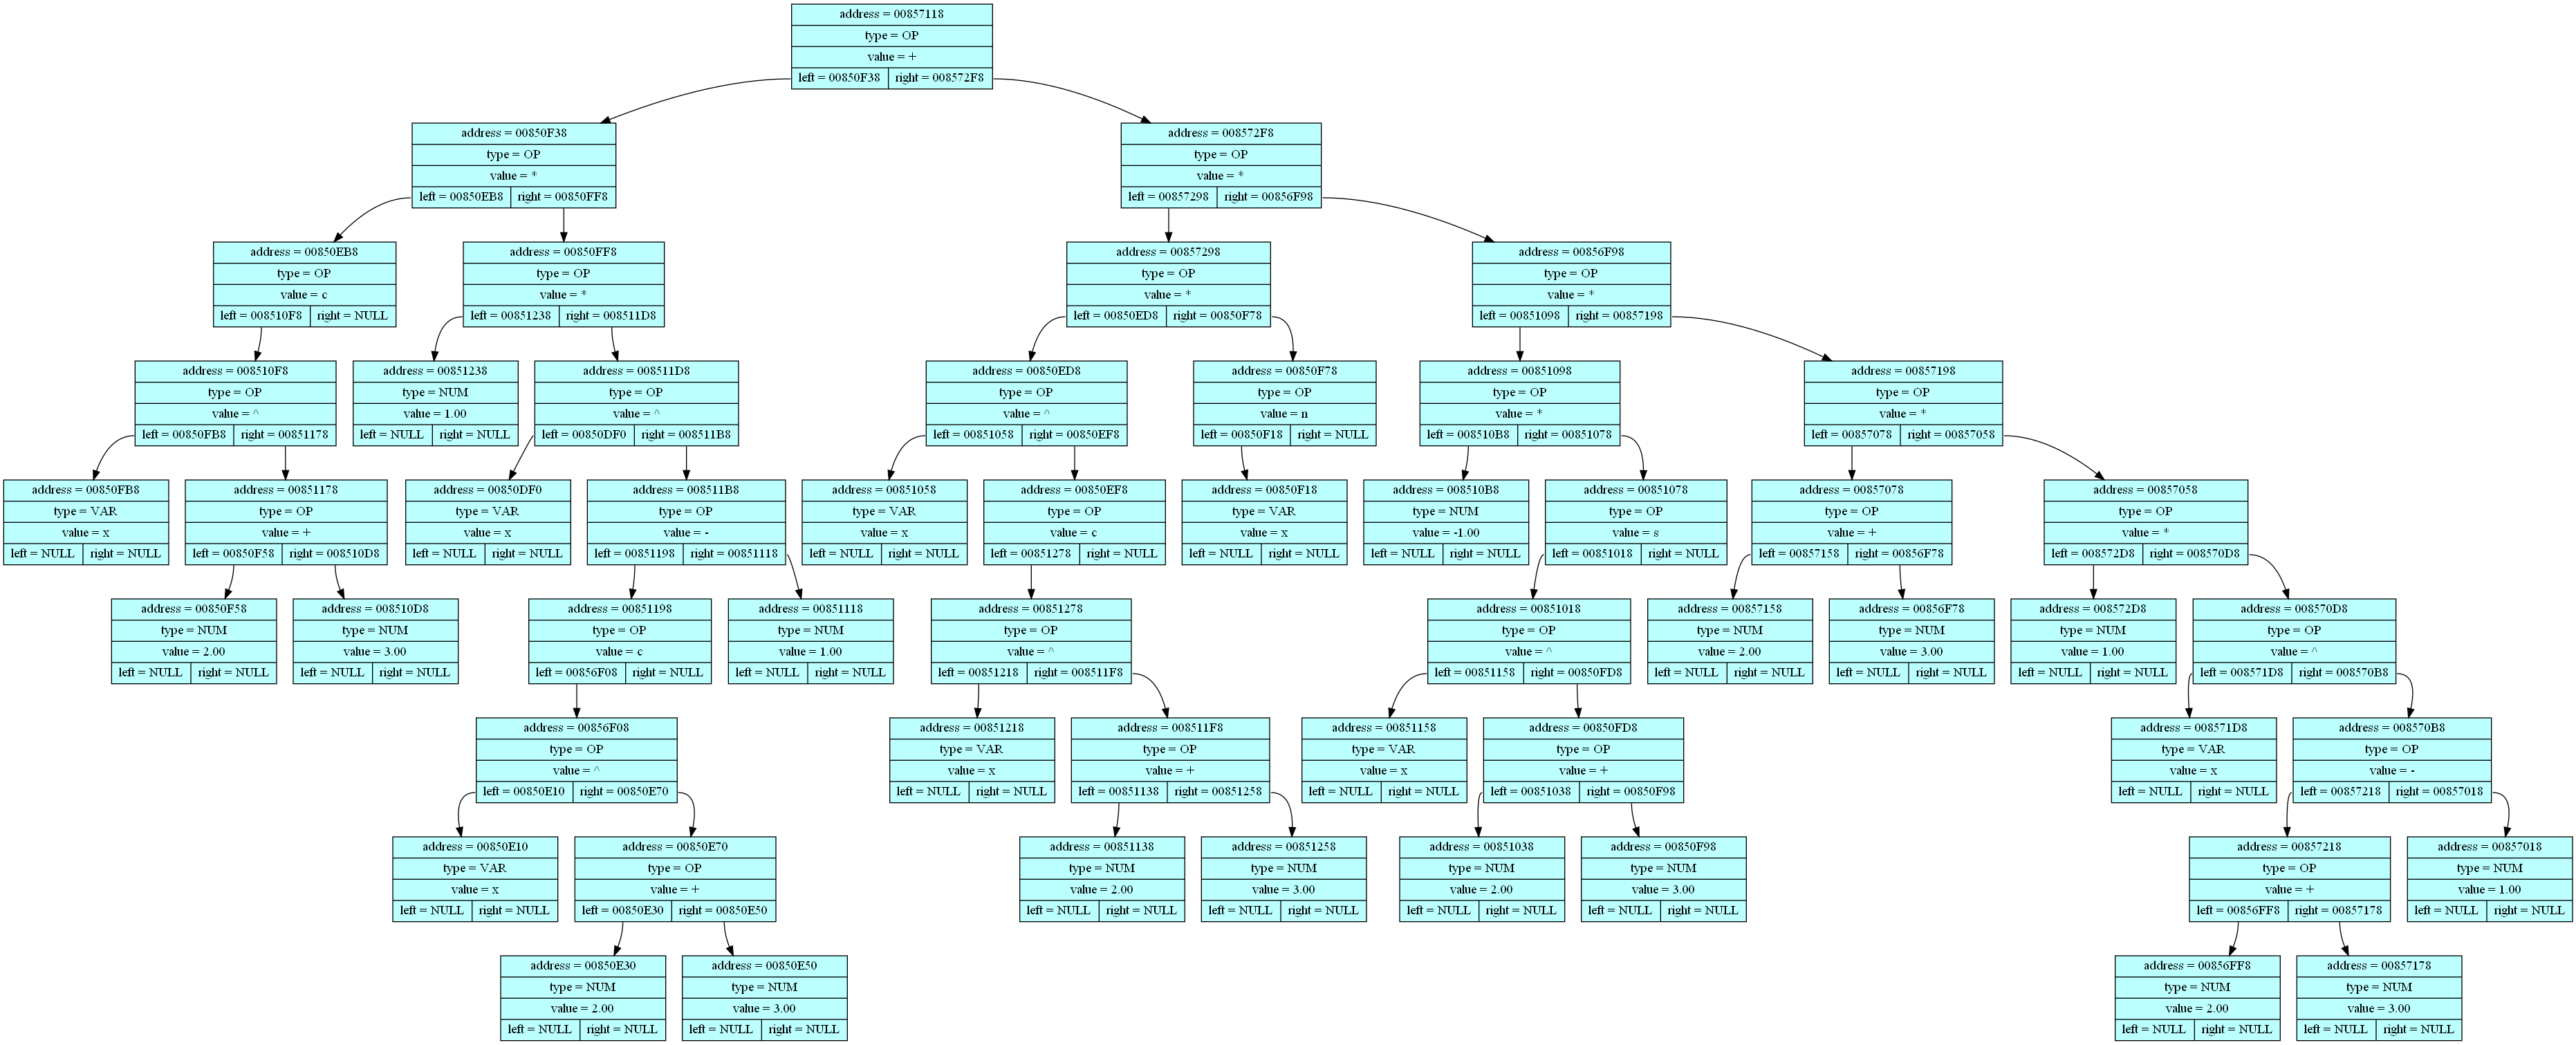 address = 00857118
type = OP
value = +
left = 00850F38 right = 008572F8
address = 00850F38
type = OP
value = *
left = 00850EB8 right = 00850FF8
address = 008572F8
type = OP
value = *
left = 00857298 right = 00856F98
address = 00850EB8
type = OP
value = c
left = 008510F8 right = NULL
address = 00850FF8
type = OP
value = *
left = 00851238 right = 008511D8
address = 00857298
type = OP
value = *
left = 00850ED8 right = 00850F78
address = 00856F98
type = OP
value = *
left = 00851098 right = 00857198
address = 008510F8
type = OP
value = ^
left = 00850FB8 right = 00851178
address = 00851238
type = NUM
value = 1.00
left = NULL right = NULL
address = 008511D8
type = OP
value = ^
left = 00850DF0 right = 008511B8
address = 00850ED8
type = OP
value = ^
left = 00851058 right = 00850EF8
address = 00850F78
type = OP
value = n
left = 00850F18 right = NULL
address = 00851098
type = OP
value = *
left = 008510B8 right = 00851078
address = 00857198
type = OP
value = *
left = 00857078 right = 00857058
address = 00850FB8
type = VAR
value = x
left = NULL right = NULL
address = 00851178
type = OP
value = +
left = 00850F58 right = 008510D8
address = 00850DF0
type = VAR
value = x
left = NULL right = NULL
address = 008511B8
type = OP
value = -
left = 00851198 right = 00851118
address = 00851058
type = VAR
value = x
left = NULL right = NULL
address = 00850EF8
type = OP
value = c
left = 00851278 right = NULL
address = 00850F18
type = VAR
value = x
left = NULL right = NULL
address = 008510B8
type = NUM
value = -1.00
left = NULL right = NULL
address = 00851078
type = OP
value = s
left = 00851018 right = NULL
address = 00857078
type = OP
value = +
left = 00857158 right = 00856F78
address = 00857058
type = OP
value = *
left = 008572D8 right = 008570D8
address = 00850F58
type = NUM
value = 2.00
left = NULL right = NULL
address = 008510D8
type = NUM
value = 3.00
left = NULL right = NULL
address = 00851198
type = OP
value = c
left = 00856F08 right = NULL
address = 00851118
type = NUM
value = 1.00
left = NULL right = NULL
address = 00851278
type = OP
value = ^
left = 00851218 right = 008511F8
address = 00851018
type = OP
value = ^
left = 00851158 right = 00850FD8
address = 00857158
type = NUM
value = 2.00
left = NULL right = NULL
address = 00856F78
type = NUM
value = 3.00
left = NULL right = NULL
address = 008572D8
type = NUM
value = 1.00
left = NULL right = NULL
address = 008570D8
type = OP
value = ^
left = 008571D8 right = 008570B8
address = 00856F08
type = OP
value = ^
left = 00850E10 right = 00850E70
address = 00851218
type = VAR
value = x
left = NULL right = NULL
address = 008511F8
type = OP
value = +
left = 00851138 right = 00851258
address = 00851158
type = VAR
value = x
left = NULL right = NULL
address = 00850FD8
type = OP
value = +
left = 00851038 right = 00850F98
address = 008571D8
type = VAR
value = x
left = NULL right = NULL
address = 008570B8
type = OP
value = -
left = 00857218 right = 00857018
address = 00850E10
type = VAR
value = x
left = NULL right = NULL
address = 00850E70
type = OP
value = +
left = 00850E30 right = 00850E50
address = 00851138
type = NUM
value = 2.00
left = NULL right = NULL
address = 00851258
type = NUM
value = 3.00
left = NULL right = NULL
address = 00851038
type = NUM
value = 2.00
left = NULL right = NULL
address = 00850F98
type = NUM
value = 3.00
left = NULL right = NULL
address = 00857218
type = OP
value = +
left = 00856FF8 right = 00857178
address = 00857018
type = NUM
value = 1.00
left = NULL right = NULL
address = 00850E30
type = NUM
value = 2.00
left = NULL right = NULL
address = 00850E50
type = NUM
value = 3.00
left = NULL right = NULL
address = 00856FF8
type = NUM
value = 2.00
left = NULL right = NULL
address = 00857178
type = NUM
value = 3.00
left = NULL right = NULL